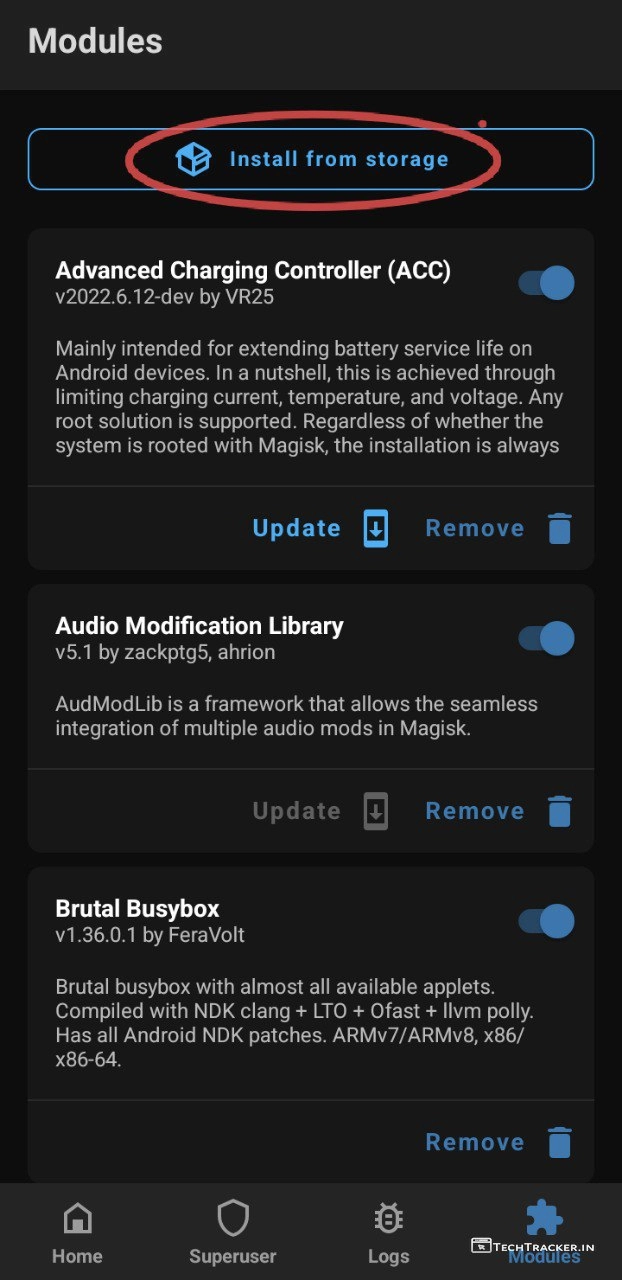 Modules
Install from storage
Advanced Charging Controller (ACC)
v2022.6.12-dev by VR25
Mainly intended for extending battery service life on
Android devices. In a nutshell, this is achieved through
limiting charging current, temperature, and voltage. Any
root solution is supported. Regardless of whether the
system is rooted with Magisk, the installation is always
Update Remove
Audio Modification Library
v5.1 by zackptg5, ahrion
AudModLib is a framework that allows the seamless
integration of multiple audio mods in Magisk.
Update Remove
Brutal Busybox
v1.36.0.1 by FeraVolt
Brutal busybox with almost all available applets.
Compiled with NDK clang + LTO + Ofast + llvm polly.
Has all Android NDK patches. ARMv7/ARMv8, x86/
x86-64.
Remove
TECHTRACKER.IN
Home Superuser Logs Modules